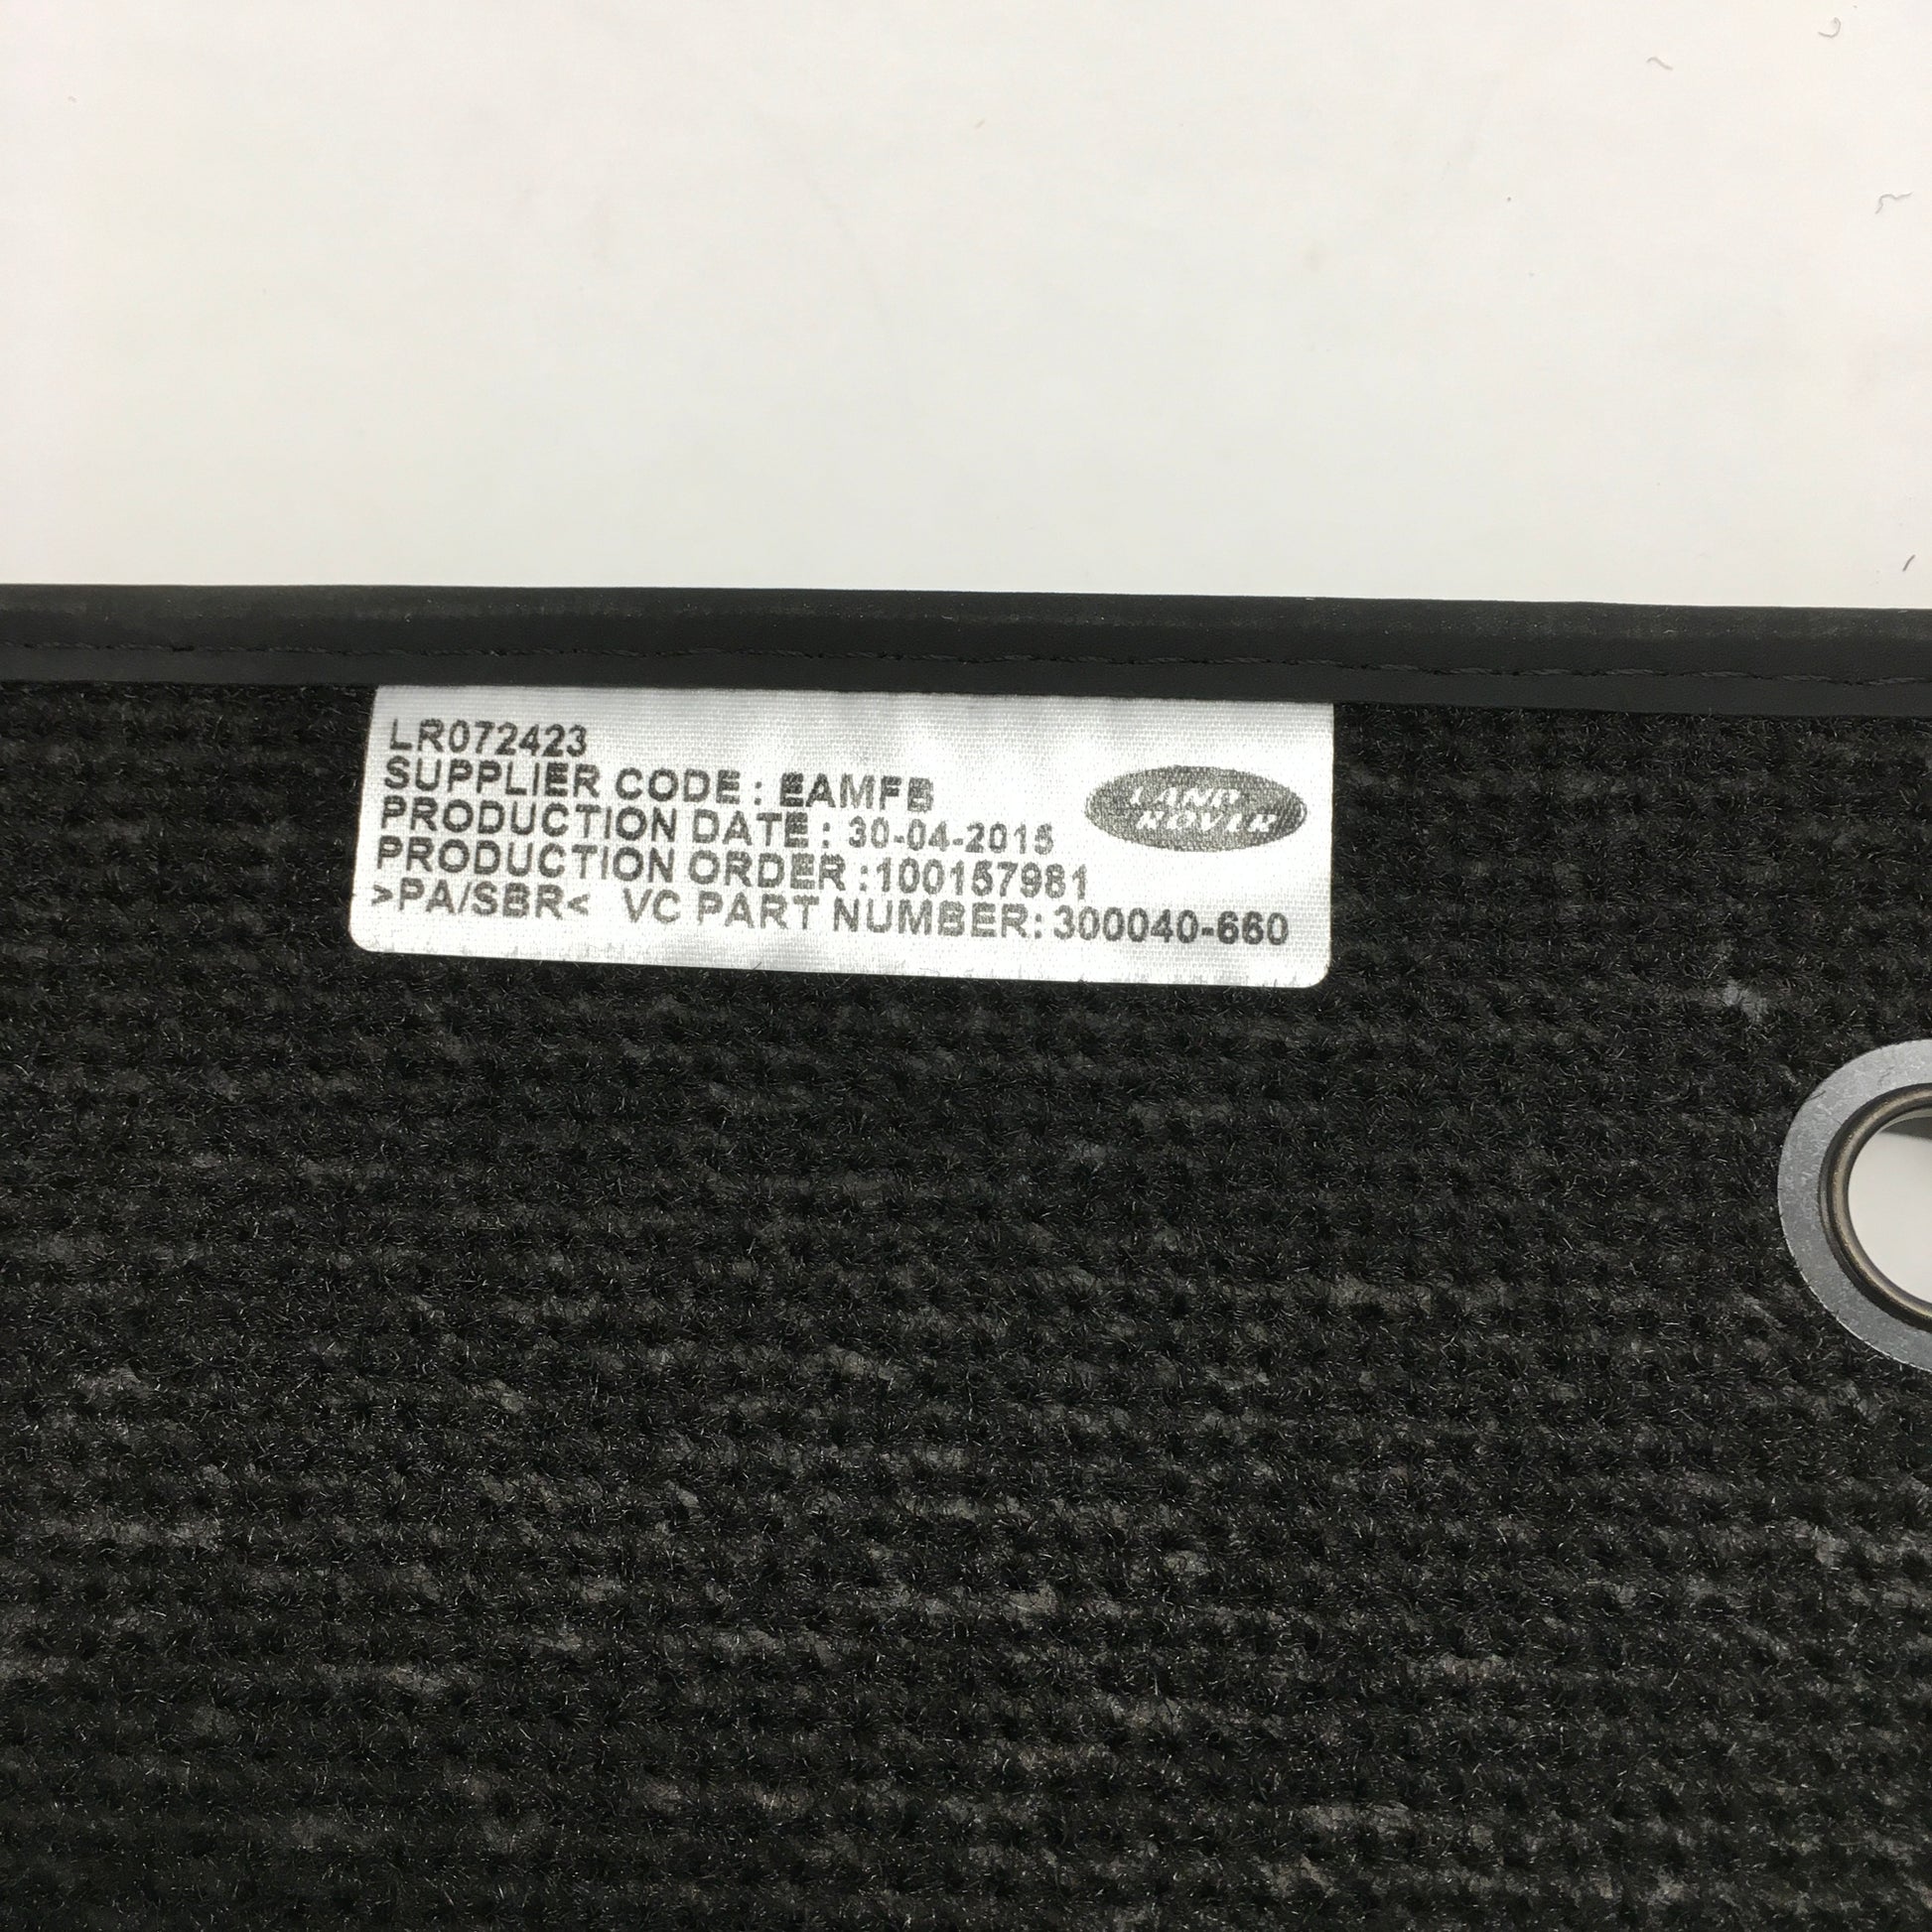 LR072423
SUPPLIER CODE : EAMFB
PRODUCTION DATE : 30-04-2015
PRODUCTION ORDER :100157981
>PA/SBR< VC PART NUMBER: 300040-660
LAND
ROVER